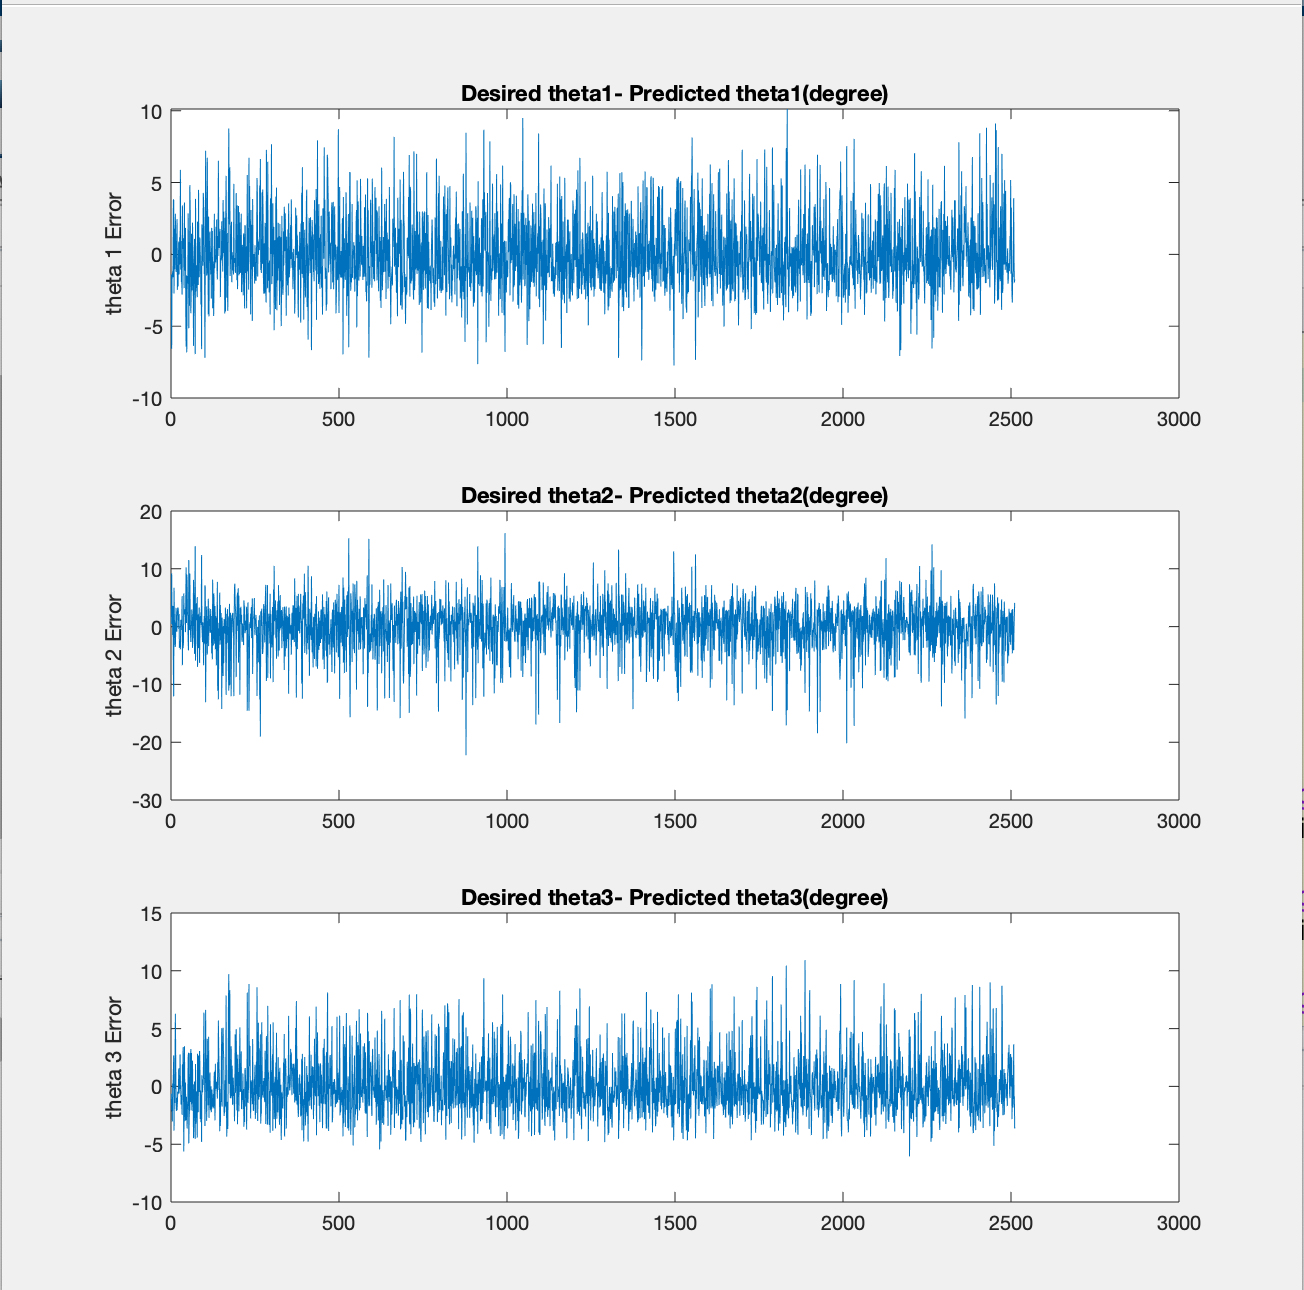 Desired theta1- Predicted theta1(degree)
10
5
0
-5
-10
theta 1 Error
0 500 1000 1500 2000 2500 3000
Desired theta2- Predicted theta2(degree)
20
10
0
-10
-20
-30
theta 2 Error
0 500 1000 1500 2000 2500 3000
Desired theta3- Predicted theta3(degree)
15
10
5
0
-5
-10
theta 3 Error
0 500 1000 1500 2000 2500 3000